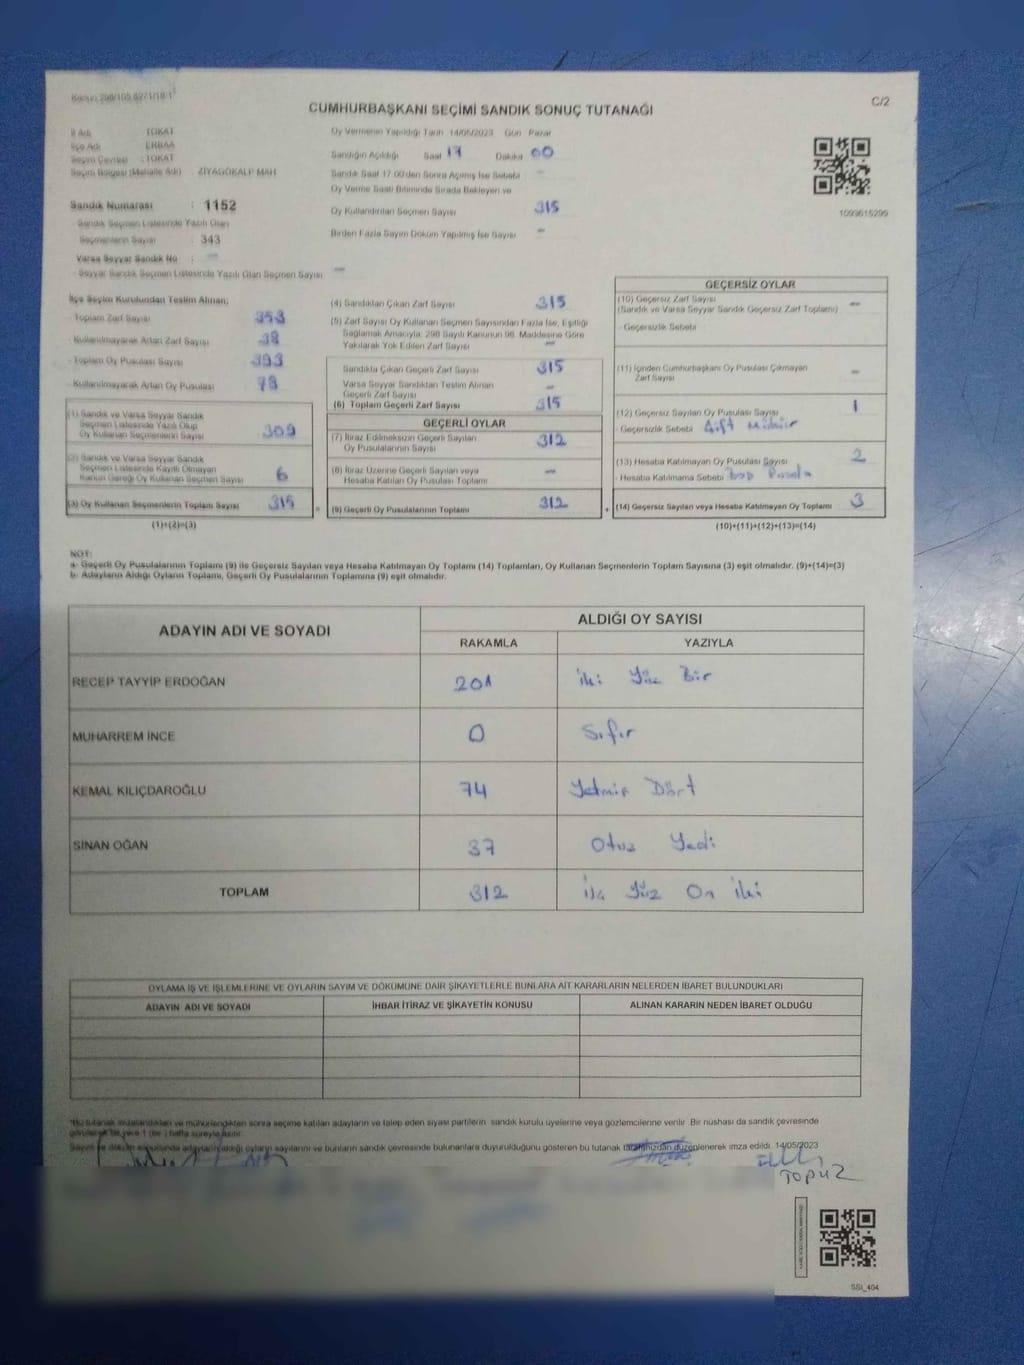 C/2
CUMHURBAŞKANI SEÇİMİ SANDIK SONUÇ TUTANAĞI
İl Adı : TOKAT
İlçe Adı : ERBAA
Seçim Çevresi : TOKAT
Seçim Bölgesi (Mahalle Adı) : ZİYAGÖKALP MAH
Sandık Numarası : 1152
Sandık Seçmen Listesinde Yazılı Olan
Seçmenlerin Sayısı : 343
Varsa Seyyar Sandık No : -
Seyyar Sandık Seçmen Listesinde Yazılı Olan Seçmen Sayısı -
Oy Vermenin Yapıldığı Tarih 14/05/2023 Gün Pazar
Sandığın Açıldığı Saat 17 Dakika 00
Sandık Saat 17.00'den Sonra Açılmış İse Sebebi -
Oy Verme Saati Bitiminde Sırada Bekleyen ve
Oy Kullandırılan Seçmen Sayısı 315
Birden Fazla Sayım Döküm Yapılmış İse Sayısı -
1093615299
İlçe Seçim Kurulundan Teslim Alınan;
- Toplam Zarf Sayısı 353
- Kullanılmayarak Artan Zarf Sayısı 38
- Toplam Oy Pusulası Sayısı 393
- Kullanılmayarak Artan Oy Pusulası 78
(1) Sandık ve Varsa Seyyar Sandık
Seçmen Listesinde Yazılı Olup
Oy Kullanan Seçmenlerin Sayısı 309
(2) Sandık ve Varsa Seyyar Sandık
Seçmen Listesinde Kayıtlı Olmayan
Kanun Gereği Oy Kullanan Seçmen Sayısı 6
(3) Oy Kullanan Seçmenlerin Toplam Sayısı 315
(1)+(2)=(3)
(4) Sandıktan Çıkan Zarf Sayısı 315
(5) Zarf Sayısı Oy Kullanan Seçmen Sayısından Fazla İse, Eşitliği
Sağlamak Amacıyla, 298 Sayılı Kanunun 98. Maddesine Göre
Yakılarak Yok Edilen Zarf Sayısı -
Sandıkta Çıkan Geçerli Zarf Sayısı 315
Varsa Seyyar Sandıktan Teslim Alınan
Geçerli Zarf Sayısı -
(6) Toplam Geçerli Zarf Sayısı 315
GEÇERLİ OYLAR
(7) İtiraz Edilmeksizin Geçerli Sayılan
Oy Pusulalarının Sayısı 312
(8) İtiraz Üzerine Geçerli Sayılan veya
Hesaba Katılan Oy Pusulası Toplamı -
= (9) Geçerli Oy Pusulalarının Toplamı 312
GEÇERSİZ OYLAR
(10) Geçersiz Zarf Sayısı
(Sandık ve Varsa Seyyar Sandık Geçersiz Zarf Toplamı) -
- Geçersizlik Sebebi
(11) İçinden Cumhurbaşkanı Oy Pusulası Çıkmayan
Zarf Sayısı -
(12) Geçersiz Sayılan Oy Pusulası Sayısı 1
- Geçersizlik Sebebi Çift Mühür
(13) Hesaba Katılmayan Oy Pusulası Sayısı 2
- Hesaba Katılmama Sebebi Boş Pusula
+ (14) Geçersiz Sayılan veya Hesaba Katılmayan Oy Toplamı 3
(10)+(11)+(12)+(13)=(14)
NOT:
a- Geçerli Oy Pusulalarının Toplamı (9) ile Geçersiz Sayılan veya Hesaba Katılmayan Oy Toplamı (14) Toplamları, Oy Kullanan Seçmenlerin Toplam Sayısına (3) eşit olmalıdır. (9)+(14)=(3)
b- Adayların Aldığı Oyların Toplamı, Geçerli Oy Pusulalarının Toplamına (9) eşit olmalıdır.
ADAYIN ADI VE SOYADI
ALDIĞI OY SAYISI
RAKAMLA YAZIYLA
RECEP TAYYİP ERDOĞAN 201 iki Yüz Bir
MUHARREM İNCE 0 Sıfır
KEMAL KILIÇDAROĞLU 74 Yetmiş Dört
SİNAN OĞAN 37 Otuz Yedi
TOPLAM 312 Üç Yüz On iki
OYLAMA İŞ VE İŞLEMLERİNE VE OYLARIN SAYIM VE DÖKÜMÜNE DAİR ŞİKAYETLERLE BUNLARA AİT KARARLARIN NELERDEN İBARET BULUNDUKLARI
ADAYIN ADI VE SOYADI
İHBAR İTİRAZ VE ŞİKAYETİN KONUSU
ALINAN KARARIN NEDEN İBARET OLDUĞU
*Bu tutanak imzalandıktan ve mühürlendikten sonra seçime katılan adayların ve talep eden siyasi partilerin sandık kurulu üyelerine veya gözlemcilerine verilir. Bir nüshası da sandık çevresinde
görülecek bir yere 1 (bir) hafta süreyle asılır.
Sayım ve döküm sonucunda adayların aldığı oyların sayılarını ve bunların sandık çevresinde bulunanlara duyurulduğunu gösteren bu tutanak tarafımızdan düzenlenerek imza edildi. 14/05/2023
TOPUZ
SSI_404